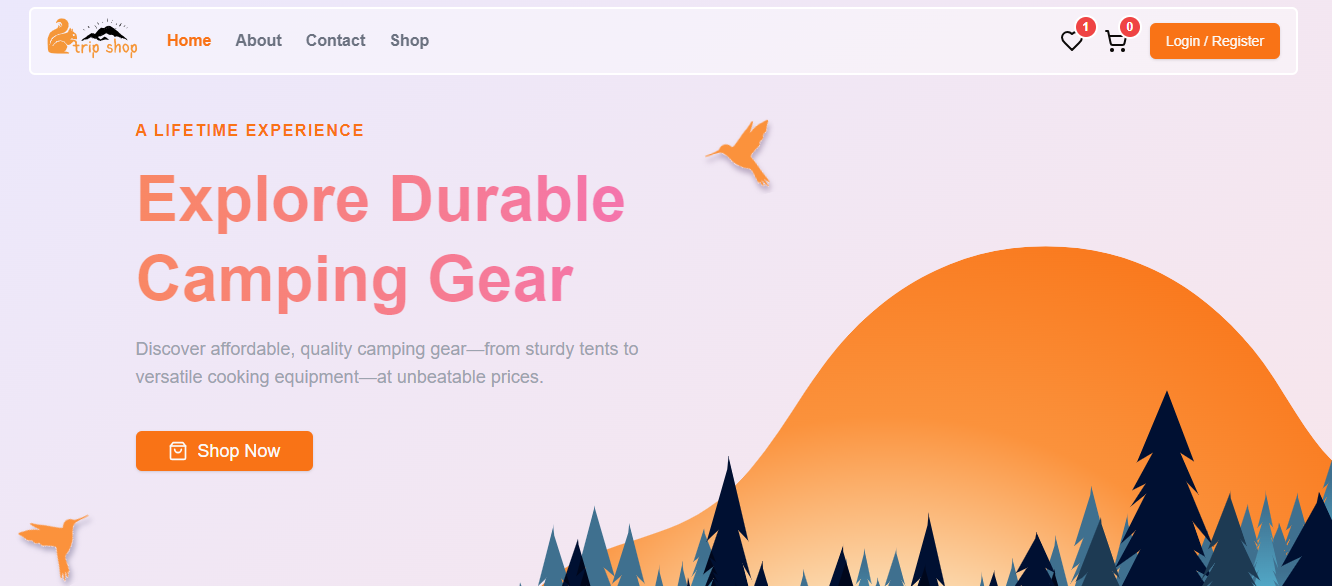 trip shop
Home
About
Contact
Shop
1
0
Login / Register
A LIFETIME EXPERIENCE
Explore Durable
Camping Gear
Discover affordable, quality camping gear—from sturdy tents to
versatile cooking equipment—at unbeatable prices.
Shop Now